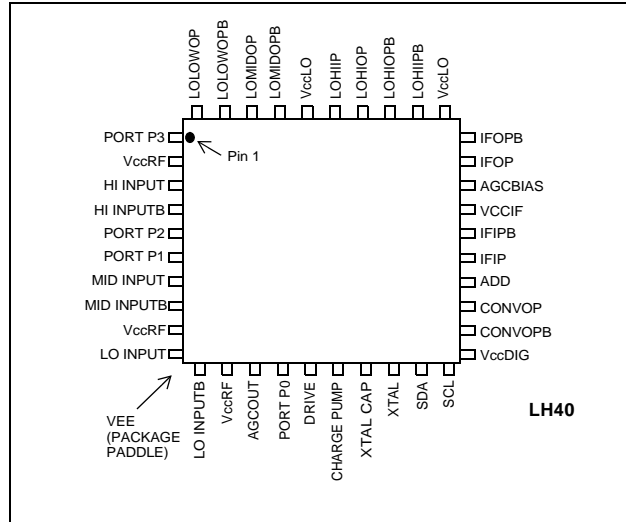 LOLOWOP
LOLOWOPB
LOMIDOP
LOMIDOPB
VccLO
LOHIIP
LOHIOP
LOHIOPB
LOHIIPB
VccLO
PORT P3
VccRF
HI INPUT
HI INPUTB
PORT P2
PORT P1
MID INPUT
MID INPUTB
VccRF
LO INPUT
Pin 1
IFOPB
IFOP
AGCBIAS
VCCIF
IFIPB
IFIP
ADD
CONVOP
CONVOPB
VccDIG
VEE
(PACKAGE
PADDLE)
LO INPUTB
VccRF
AGCOUT
PORT P0
DRIVE
CHARGE PUMP
XTAL CAP
XTAL
SDA
SCL
LH40